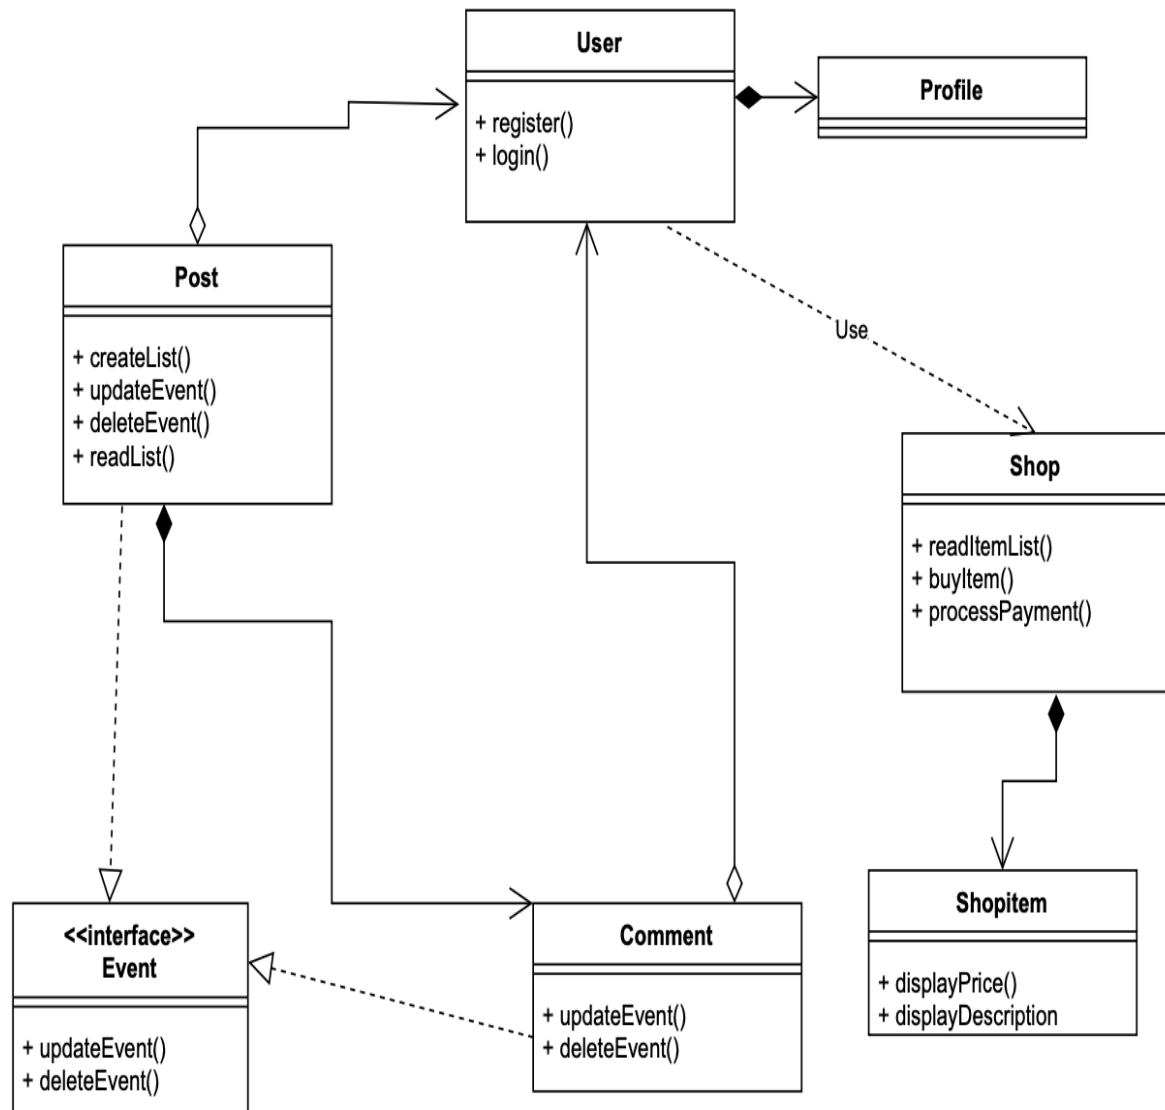 User
+ register()
+ login()
Profile
Post
+ createList()
+ updateEvent()
+ deleteEvent()
+ readList()
Use
Shop
+ readItemList()
+ buyItem()
+ processPayment()
<<interface>>
Event
+ updateEvent()
+ deleteEvent()
Comment
+ updateEvent()
+ deleteEvent()
Shopitem
+ displayPrice()
+ displayDescription